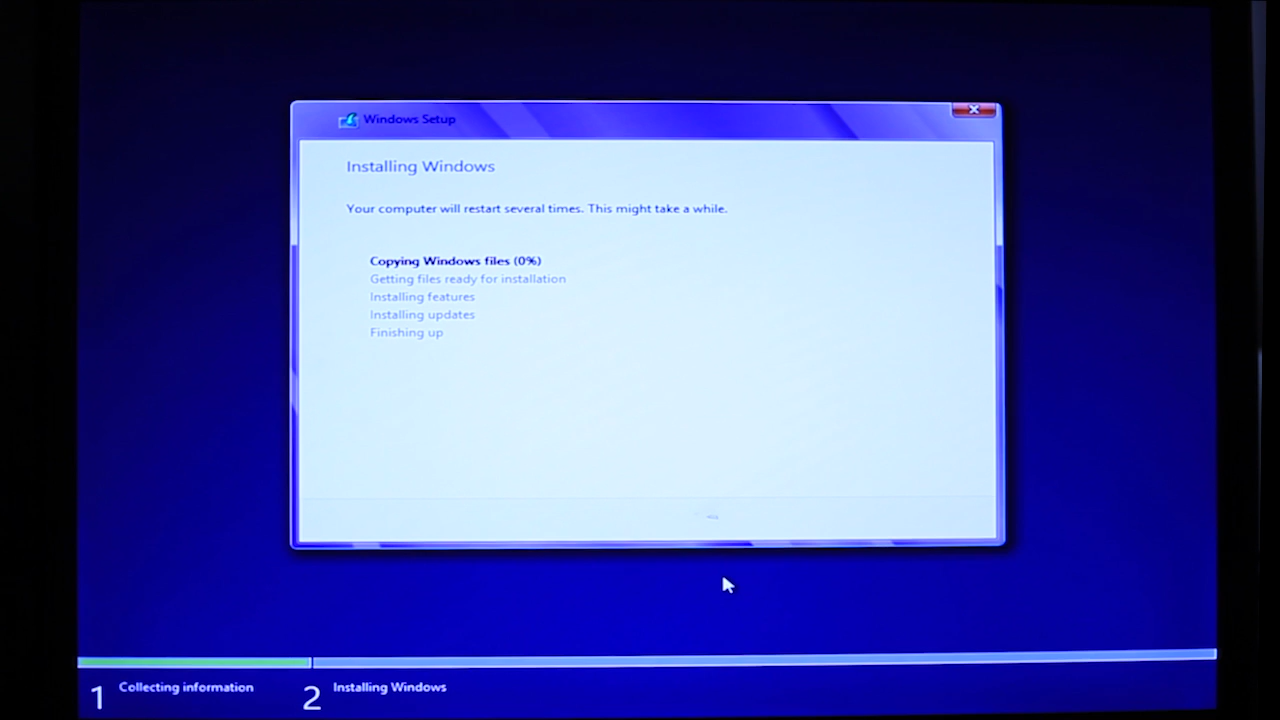 Windows Setup
Installing Windows
Your computer will restart several times. This might take a while.
Copying Windows files (0%)
Getting files ready for installation
Installing features
Installing updates
Finishing up
1 Collecting information
2 Installing Windows